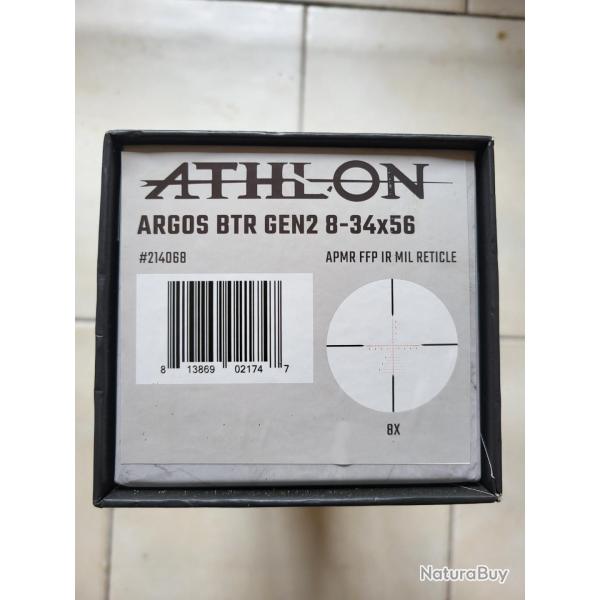 ATHLON
ARGOS BTR GEN2 8-34x56
#214068 APMR FFP IR MIL RETICLE
8 13869 02174 7
8X
NaturaBuy